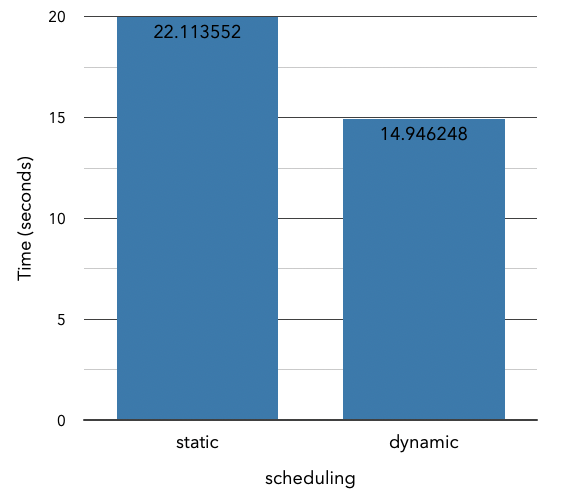 20
22.113552
15
14.946248
Time (seconds)
10
5
0
static
dynamic
scheduling